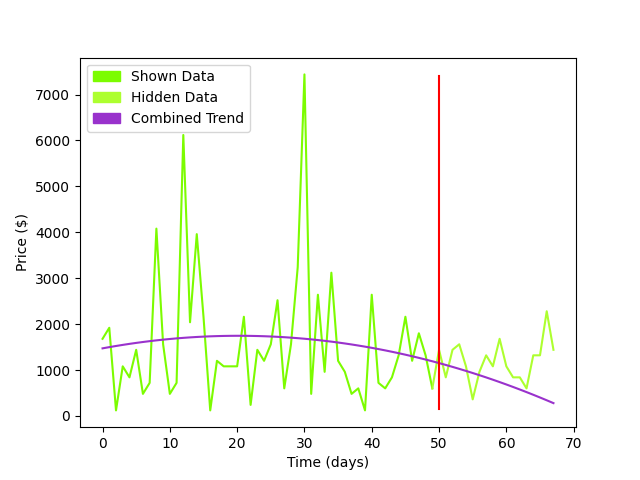 Shown Data
Hidden Data
Combined Trend
7000
6000
5000
4000
3000
2000
1000
0
Price ($)
0 10 20 30 40 50 60 70
Time (days)